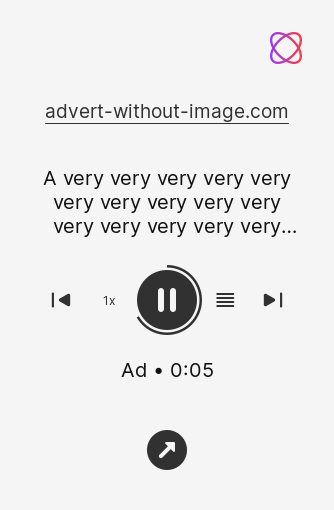 advert-without-image.com
A very very very very very
very very very very very
very very very very very...
1x
Ad • 0:05